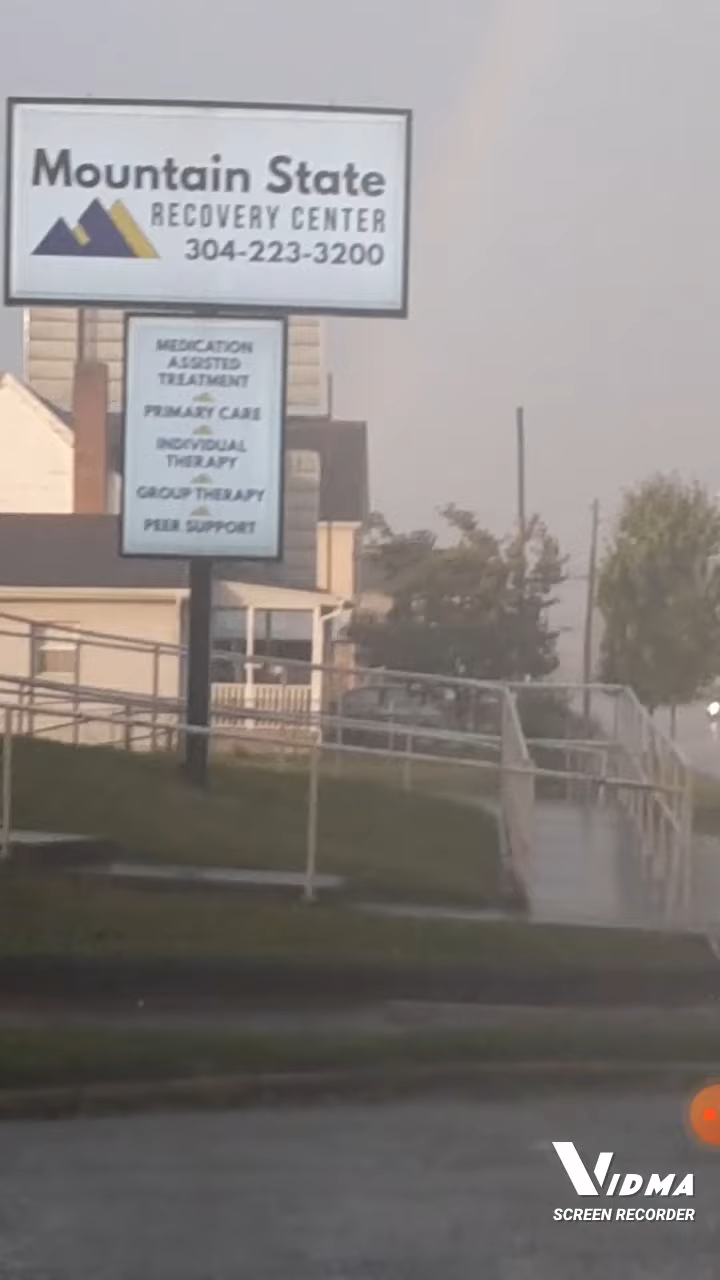 Mountain State
RECOVERY CENTER
304-223-3200
MEDICATION
ASSISTED
TREATMENT
PRIMARY CARE
INDIVIDUAL
THERAPY
GROUP THERAPY
PEER SUPPORT
VIDMA
SCREEN RECORDER